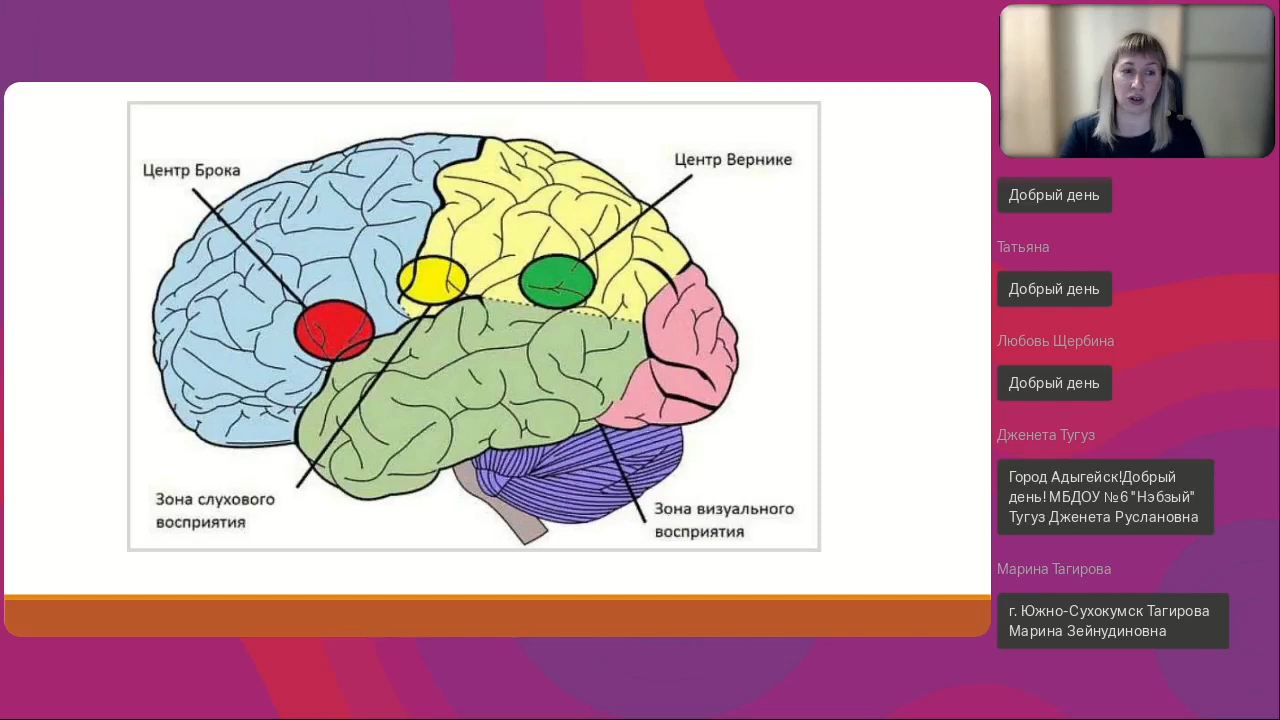 Центр Брока
Центр Вернике
Зона слухового
восприятия
Зона визуального
восприятия
Добрый день
Татьяна
Добрый день
Любовь Щербина
Добрый день
Дженета Тугуз
Город Адыгейск!Добрый
день! МБДОУ №6 "Нэбзый"
Тугуз Дженета Руслановна
Марина Тагирова
г. Южно-Сухокумск Тагирова
Марина Зейнудиновна